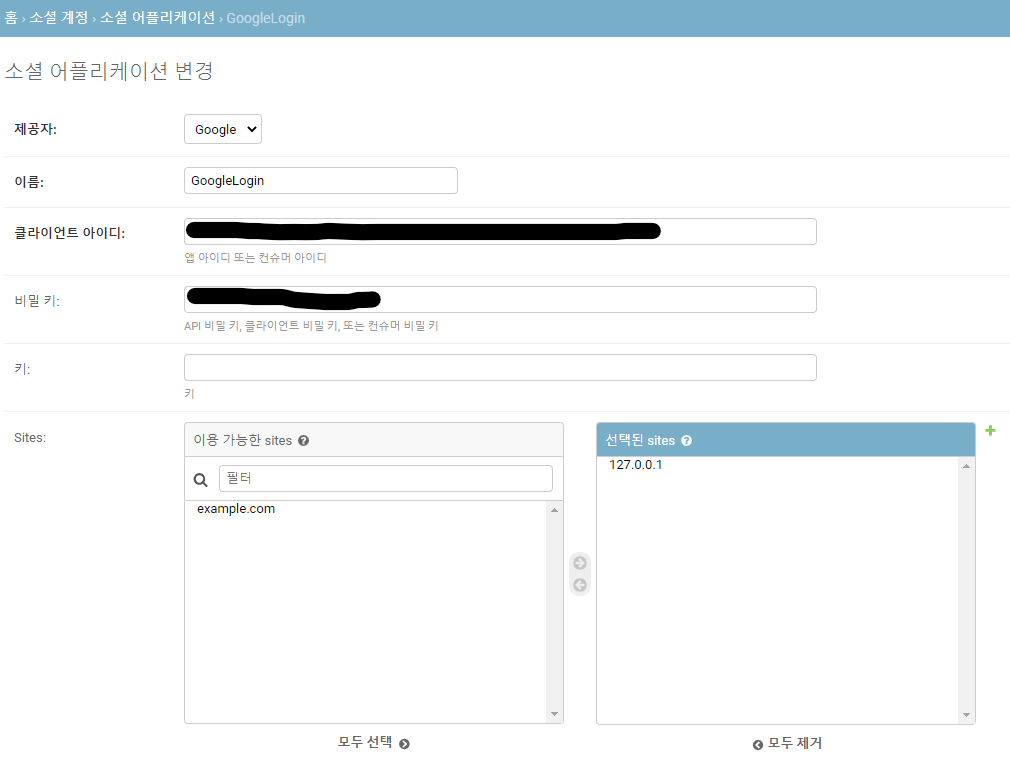 홈 › 소셜 계정 › 소셜 어플리케이션 › GoogleLogin
소셜 어플리케이션 변경
제공자: Google
이름: GoogleLogin
클라이언트 아이디:
앱 아이디 또는 컨슈머 아이디
비밀 키:
API 비밀 키, 클라이언트 비밀 키, 또는 컨슈머 비밀 키
키:
키
Sites:
이용 가능한 sites ?
필터
example.com
모두 선택
선택된 sites ?
127.0.0.1
모두 제거